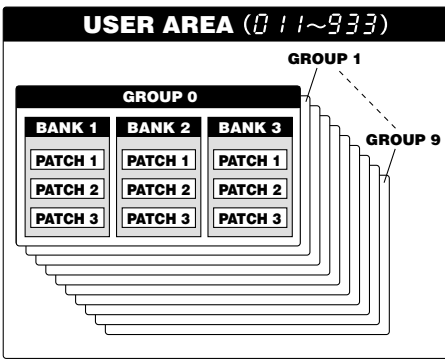 USER AREA (011~933)
GROUP 1
GROUP 0
GROUP 9
BANK 1 BANK 2 BANK 3
PATCH 1 PATCH 1 PATCH 1
PATCH 2 PATCH 2 PATCH 2
PATCH 3 PATCH 3 PATCH 3